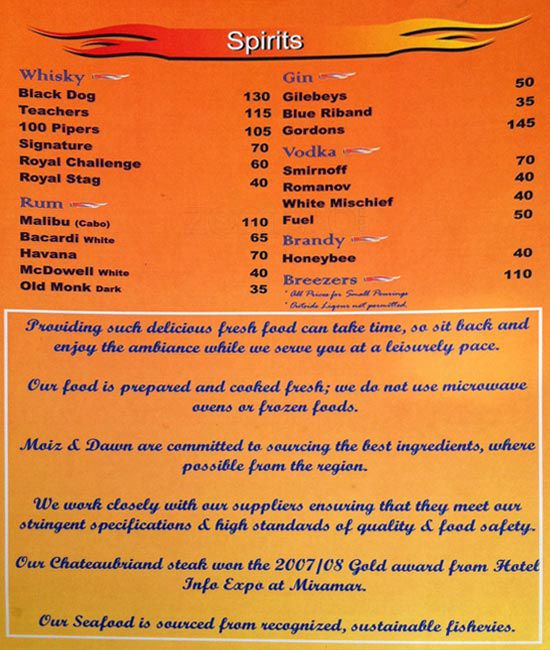 Spirits
Whisky
Black Dog 130
Teachers 115
100 Pipers 105
Signature 70
Royal Challenge 60
Royal Stag 40
Rum
Malibu (Cabo) 110
Bacardi White 65
Havana 70
McDowell White 40
Old Monk Dark 35
Gin
Gilebeys 50
Blue Riband 35
Gordons 145
Vodka
Smirnoff 70
Romanov 40
White Mischief 40
Fuel 50
Brandy
Honeybee 40
Breezers 110
* All Prices for Small Pourings
* Outside Liqour not permitted
Providing such delicious fresh food can take time, so sit back and
enjoy the ambiance while we serve you at a leisurely pace.
Our food is prepared and cooked fresh; we do not use microwave
ovens or frozen foods.
Moiz & Dawn are committed to sourcing the best ingredients, where
possible from the region.
We work closely with our suppliers ensuring that they meet our
stringent specifications & high standards of quality & food safety.
Our Chateaubriand steak won the 2007/08 Gold award from Hotel
Info Expo at Miramar.
Our Seafood is sourced from recognized, sustainable fisheries.